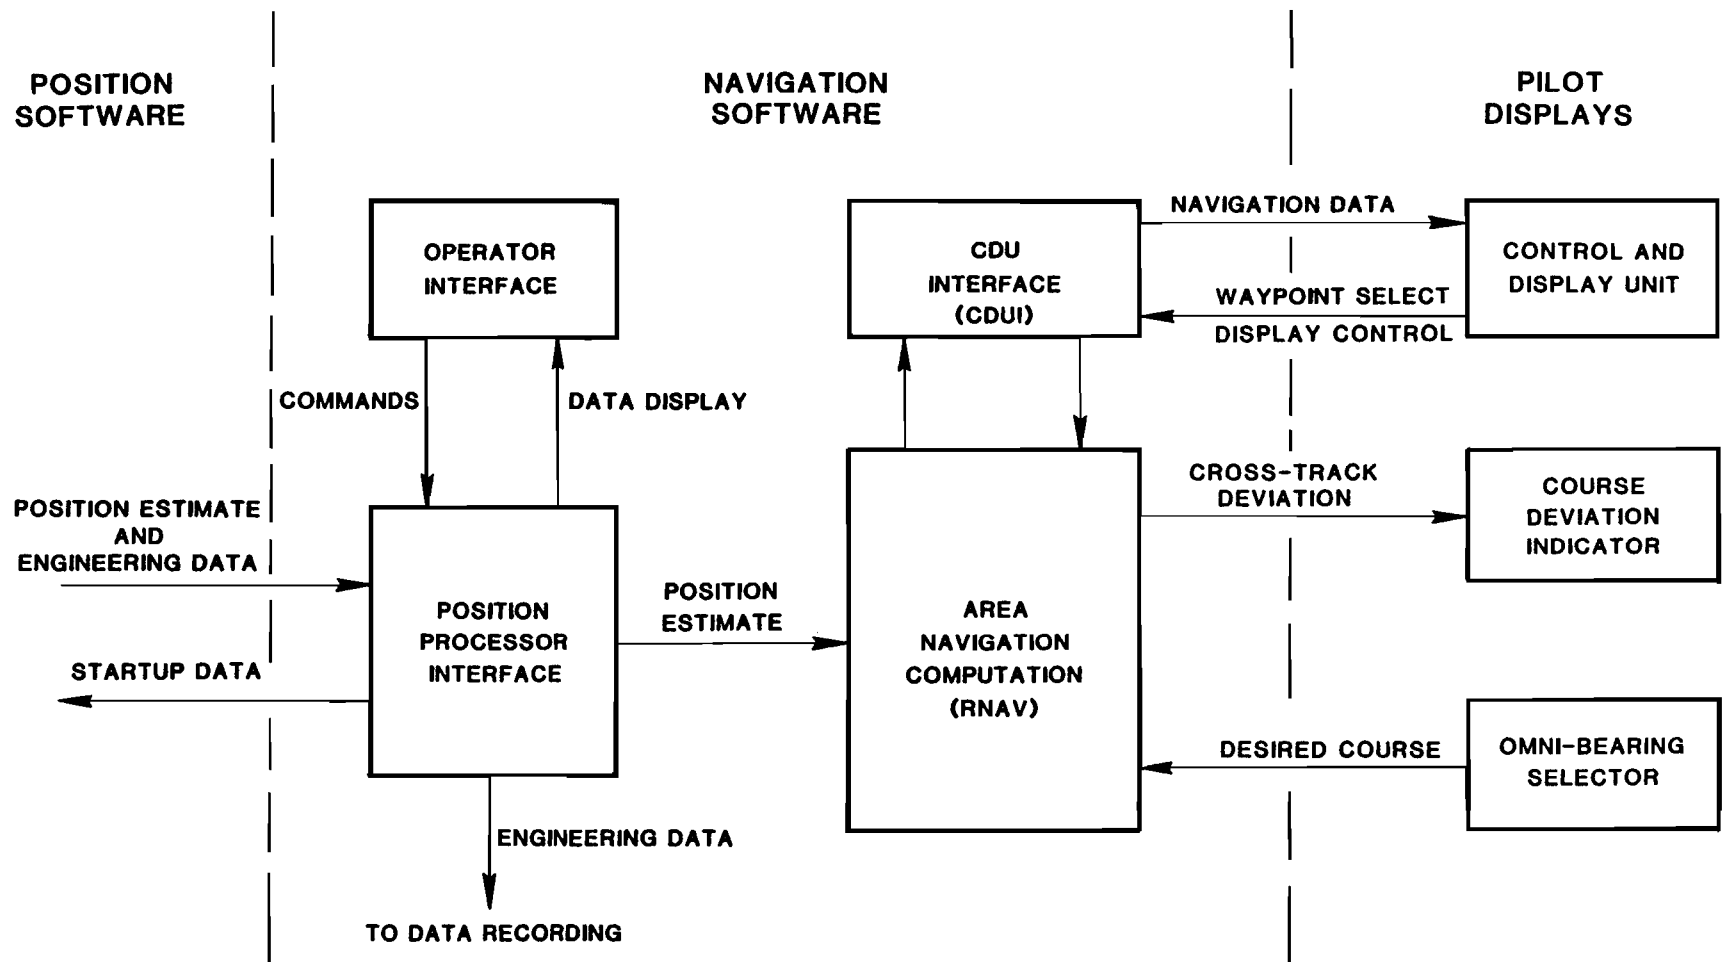 POSITION
SOFTWARE
NAVIGATION
SOFTWARE
PILOT
DISPLAYS
OPERATOR
INTERFACE
CDU
INTERFACE
(CDUI)
NAVIGATION DATA
WAYPOINT SELECT
DISPLAY CONTROL
CONTROL AND
DISPLAY UNIT
COMMANDS
DATA DISPLAY
POSITION ESTIMATE
AND
ENGINEERING DATA
STARTUP DATA
POSITION
PROCESSOR
INTERFACE
POSITION
ESTIMATE
AREA
NAVIGATION
COMPUTATION
(RNAV)
CROSS-TRACK
DEVIATION
COURSE
DEVIATION
INDICATOR
DESIRED COURSE
OMNI-BEARING
SELECTOR
ENGINEERING DATA
TO DATA RECORDING